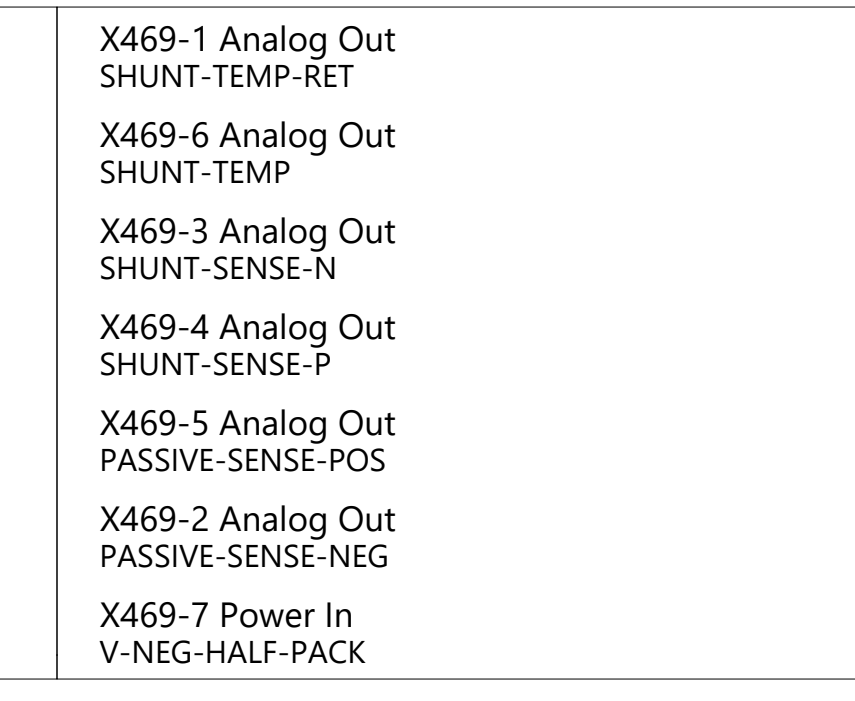 X469-1 Analog Out
SHUNT-TEMP-RET
X469-6 Analog Out
SHUNT-TEMP
X469-3 Analog Out
SHUNT-SENSE-N
X469-4 Analog Out
SHUNT-SENSE-P
X469-5 Analog Out
PASSIVE-SENSE-POS
X469-2 Analog Out
PASSIVE-SENSE-NEG
X469-7 Power In
V-NEG-HALF-PACK